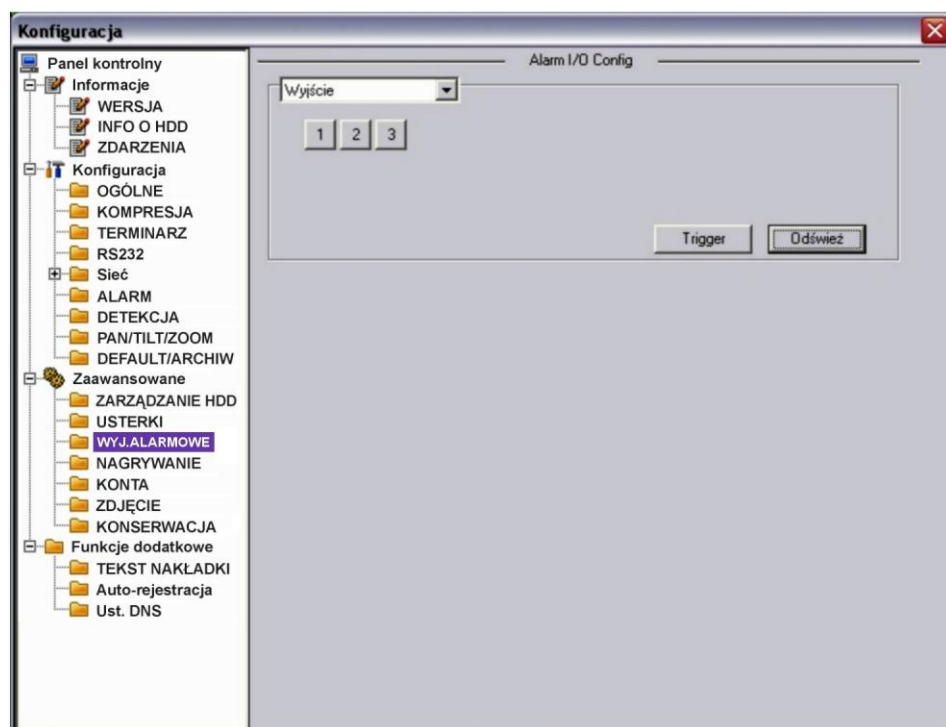 Konfiguracja
Panel kontrolny
Informacje
WERSJA
INFO O HDD
ZDARZENIA
Konfiguracja
OGÓLNE
KOMPRESJA
TERMINARZ
RS232
Sieć
ALARM
DETEKCJA
PAN/TILT/ZOOM
DEFAULT/ARCHIW
Zaawansowane
ZARZĄDZANIE HDD
USTERKI
WYJ.ALARMOWE
NAGRYWANIE
KONTA
ZDJĘCIE
KONSERWACJA
Funkcje dodatkowe
TEKST NAKŁADKI
Auto-rejestracja
Ust. DNS
Alarm I/O Config
Wyjście
1 2 3
Trigger Odśwież